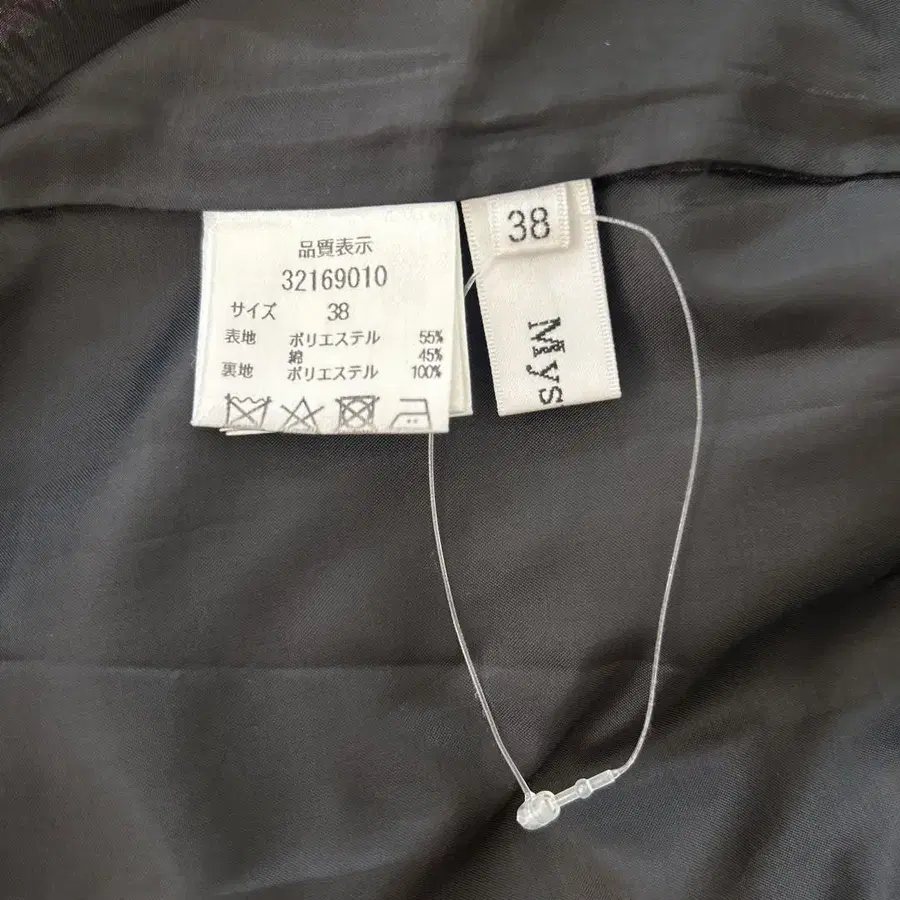 品質表示
32169010
サイズ 38
表地 ポリエステル 55%
綿 45%
裏地 ポリエステル 100%
38
Mys